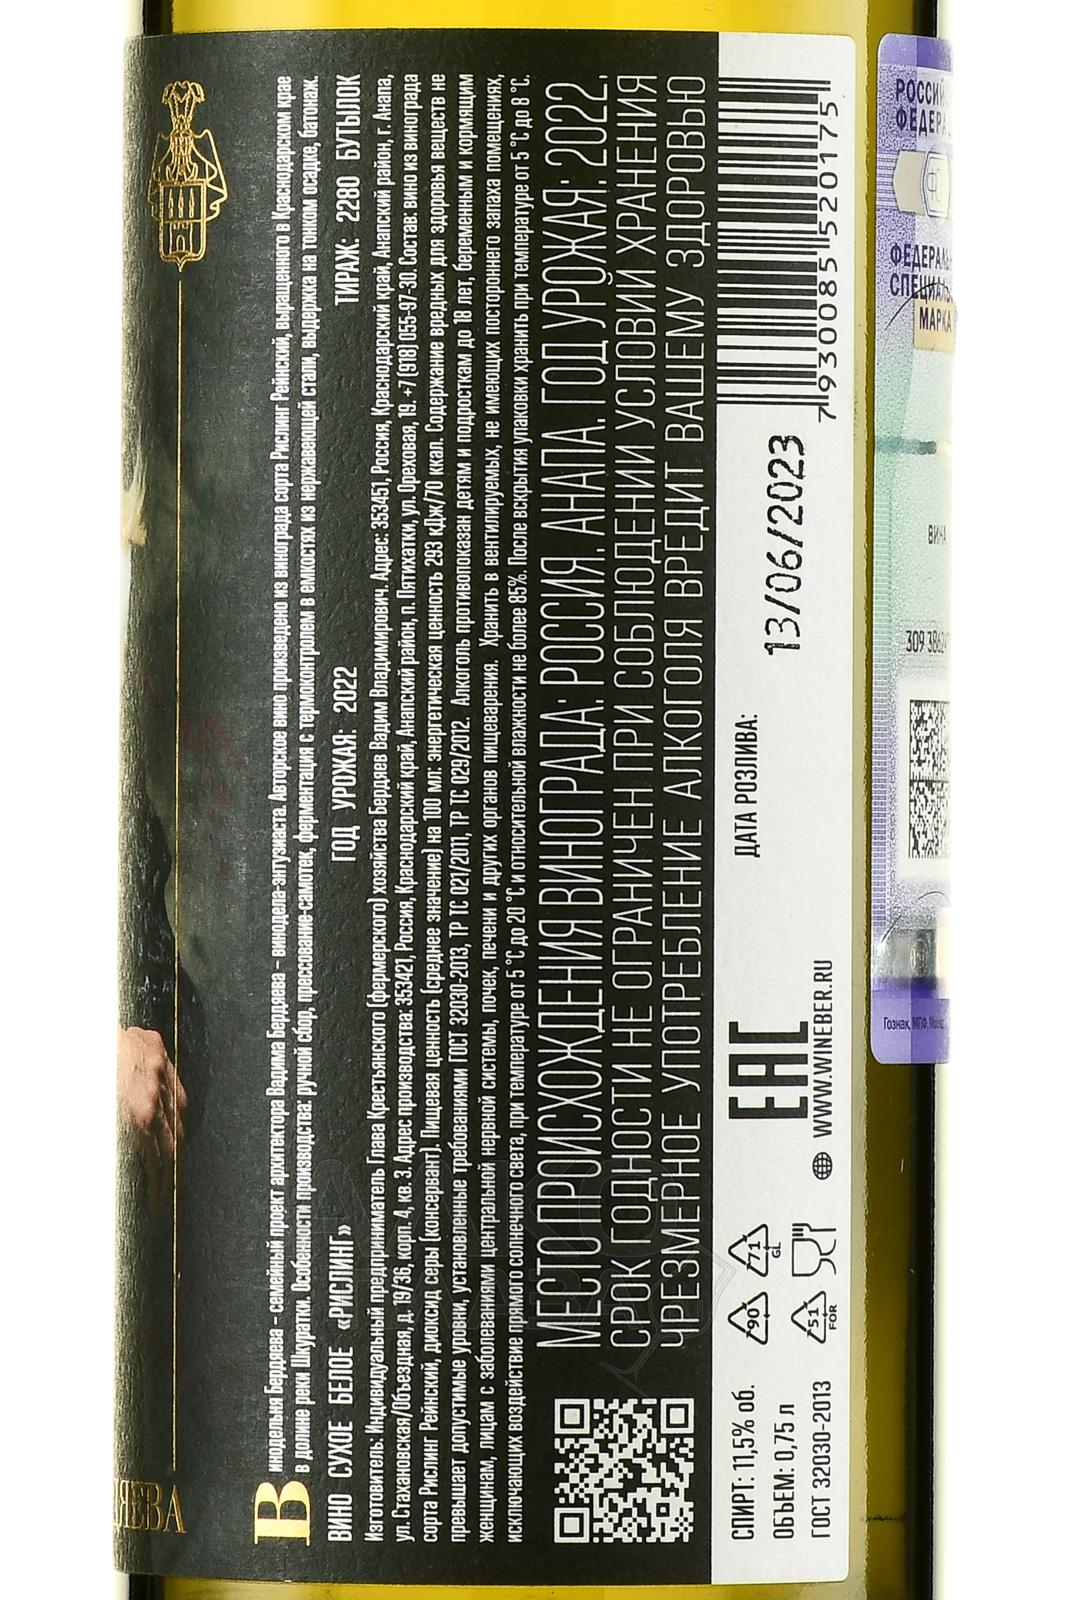 ЯЕВА
Винодельня Бердяева – семейный проект архитектора Вадима Бердяева – винодела-энтузиаста. Авторское вино произведено из винограда сорта Рислинг Рейнский, выращенного в Краснодарском крае
в долине реки Шкуратки. Особенности производства: ручной сбор, прессование-самотек, ферментация с термоконтролем в емкостях из нержавеющей стали, выдержка на тонком осадке, батонаж.
ВИНО СУХОЕ БЕЛОЕ «РИСЛИНГ» ГОД УРОЖАЯ: 2022 ТИРАЖ: 2280 БУТЫЛОК
Изготовитель: Индивидуальный предприниматель Глава Крестьянского (фермерского) хозяйства Бердяев Вадим Владимирович. Адрес: 353451, Россия, Краснодарский край, Анапский район, г. Анапа,
ул. Стахановская/Объездная, д. 19/36, корп. 4, кв. 3. Адрес производства: 353421, Россия, Краснодарский край, Анапский район, п. Пятихатки, ул. Ореховая, 19. +7 (918) 055-97-30. Состав: вино из винограда
сорта Рислинг Рейнский, диоксид серы (консервант). Пищевая ценность (среднее значение) на 100 мл: энергетическая ценность 293 кДж/70 ккал. Содержание вредных для здоровья веществ не
превышает допустимые уровни, установленные требованиями ГОСТ 32030-2013, ТР ТС 021/2011, ТР ТС 029/2012. Алкоголь противопоказан детям и подросткам до 18 лет, беременным и кормящим
женщинам, лицам с заболеваниями центральной нервной системы, почек, печени и других органов пищеварения. Хранить в вентилируемых, не имеющих постороннего запаха помещениях,
исключающих воздействие прямого солнечного света, при температуре от 5 °С до 20 °С и относительной влажности не более 85%. После вскрытия упаковки хранить при температуре от 5 °С до 8 °С.
МЕСТО ПРОИСХОЖДЕНИЯ ВИНОГРАДА: РОССИЯ. АНАПА. ГОД УРОЖАЯ: 2022.
СРОК ГОДНОСТИ НЕ ОГРАНИЧЕН ПРИ СОБЛЮДЕНИИ УСЛОВИЙ ХРАНЕНИЯ
ЧРЕЗМЕРНОЕ УПОТРЕБЛЕНИЕ АЛКОГОЛЯ ВРЕДИТ ВАШЕМУ ЗДОРОВЬЮ
СПИРТ: 11,5% об.
ОБЪЕМ: 0,75 л
ГОСТ 32030-2013
90
71
GL
51
FOR
EAC
WWW.WINEBER.RU
ДАТА РОЗЛИВА:
13/06/2023
7930085520175
РОССИЙ
ФЕДЕРА
ФЕДЕРАЛЬ
СПЕЦИАЛЬ
МАРКА
ВИНА
Гознак, МПФ,